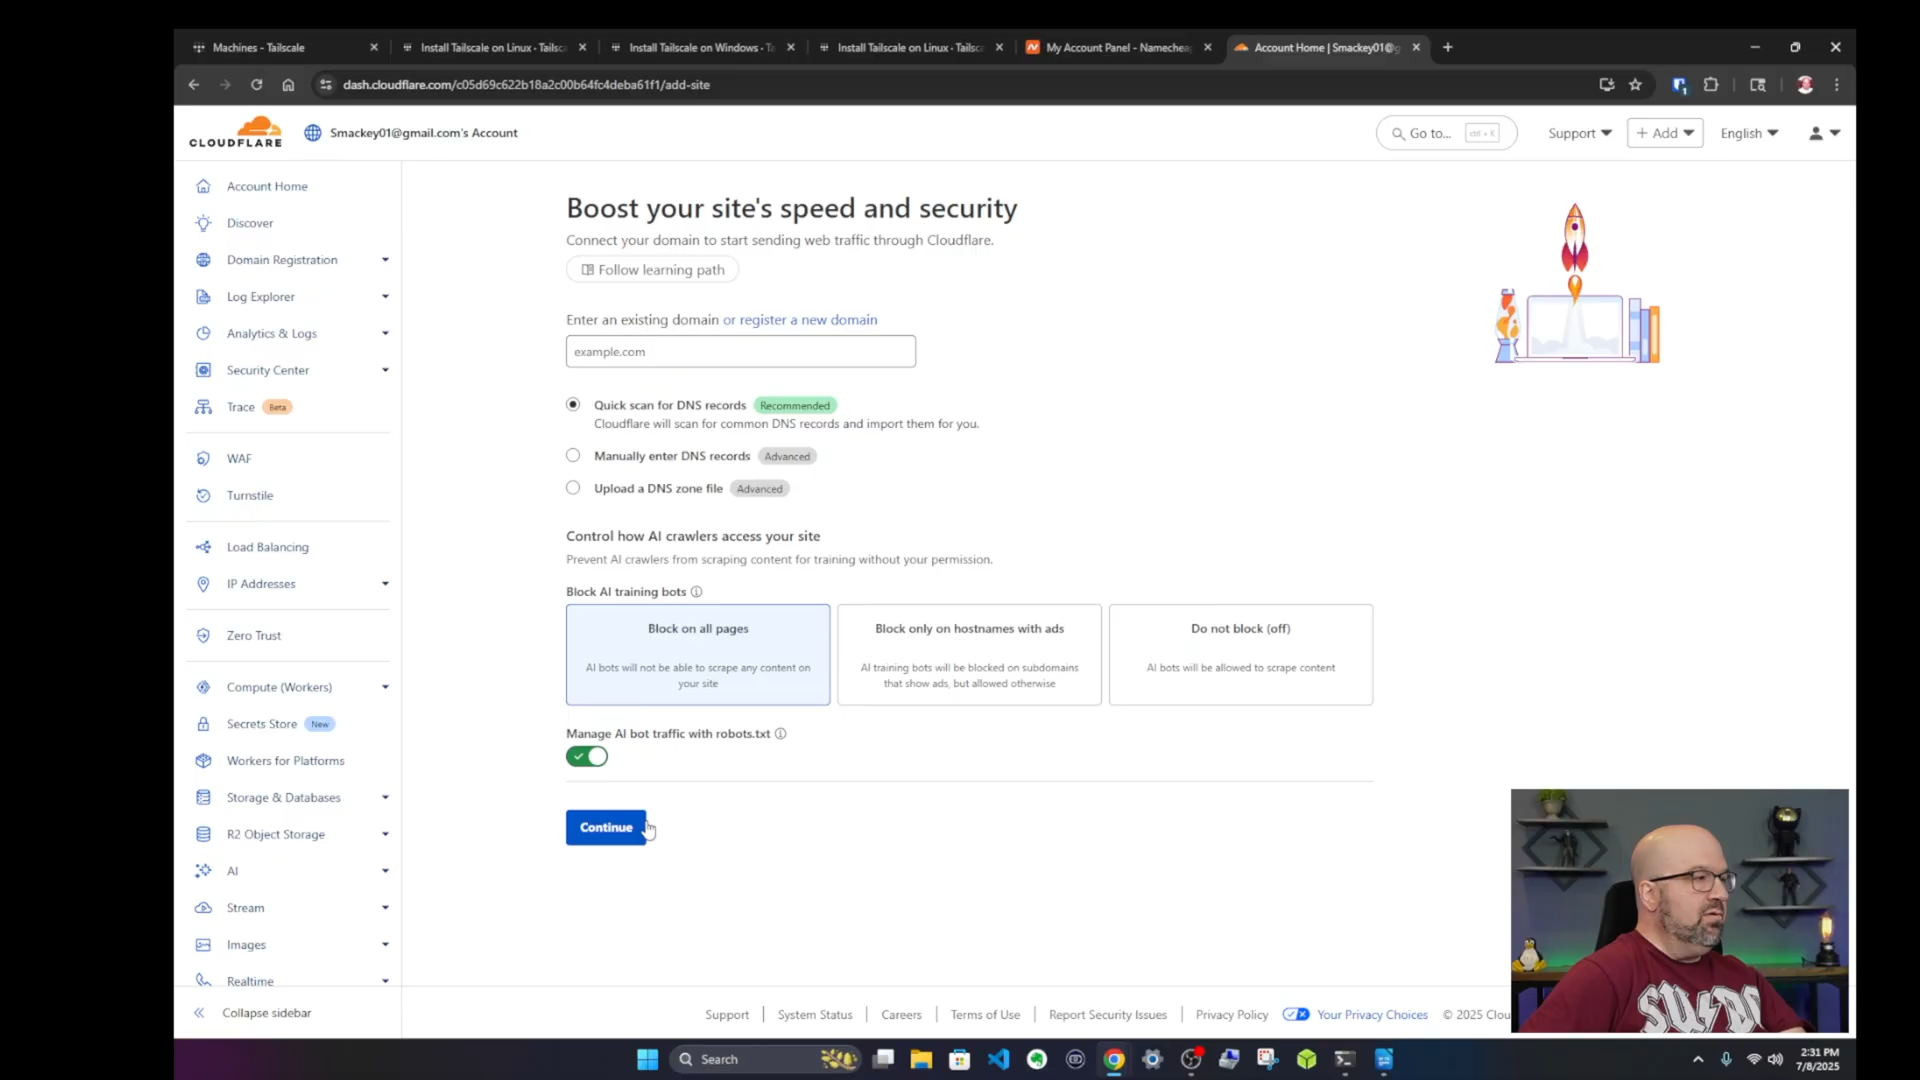 Machines - Tailscale
Install Tailscale on Linux · Tailsc
Install Tailscale on Windows · Ta
Install Tailscale on Linux · Tailsc
My Account Panel - Namechea
Account Home | Smackey01@g
dash.cloudflare.com/c05d69c622b18a2c00b64fc4deba61f1/add-site
CLOUDFLARE
Smackey01@gmail.com's Account
Go to...
ctrl + K
Support
+ Add
English
Account Home
Discover
Domain Registration
Log Explorer
Analytics & Logs
Security Center
Trace Beta
WAF
Turnstile
Load Balancing
IP Addresses
Zero Trust
Compute (Workers)
Secrets Store New
Workers for Platforms
Storage & Databases
R2 Object Storage
AI
Stream
Images
Realtime
Collapse sidebar
Boost your site's speed and security
Connect your domain to start sending web traffic through Cloudflare.
Follow learning path
Enter an existing domain or register a new domain
example.com
Quick scan for DNS records Recommended
Cloudflare will scan for common DNS records and import them for you.
Manually enter DNS records Advanced
Upload a DNS zone file Advanced
Control how AI crawlers access your site
Prevent AI crawlers from scraping content for training without your permission.
Block AI training bots
Block on all pages
AI bots will not be able to scrape any content on
your site
Block only on hostnames with ads
AI training bots will be blocked on subdomains
that show ads, but allowed otherwise
Do not block (off)
AI bots will be allowed to scrape content
Manage AI bot traffic with robots.txt
Continue
Support
System Status
Careers
Terms of Use
Report Security Issues
Privacy Policy
Your Privacy Choices
© 2025 Clou
Search
2:31 PM
7/8/2025